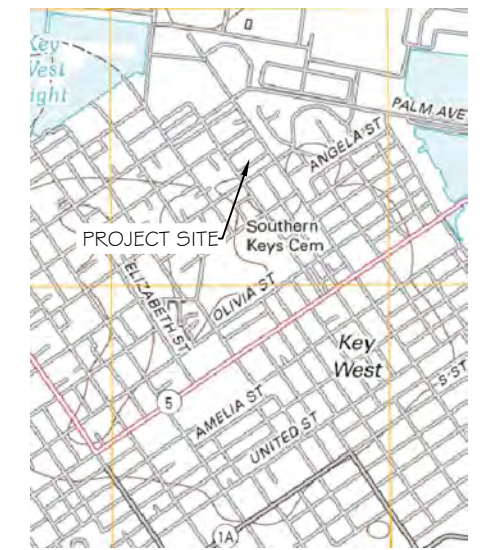 Key
West
ight
PALM AVE
ANGELA ST
PROJECT SITE
Southern
Keys Cem
ELIZABETH ST
OLIVIA ST
Key
West
5
S-ST
AMELIA ST
UNITED ST
1A